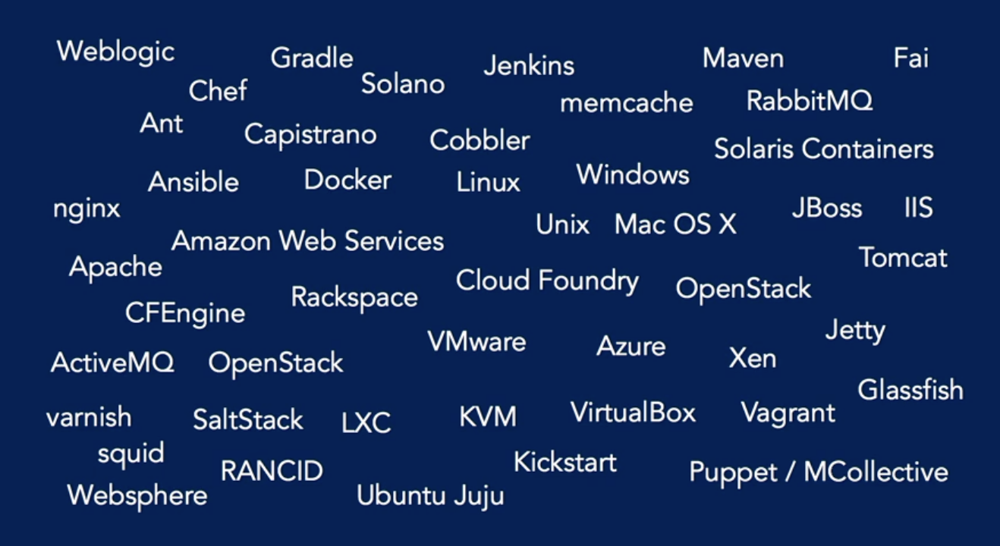 Weblogic
Gradle
Jenkins
Maven
Fai
Chef
Solano
memcache
RabbitMQ
Ant
Capistrano
Cobbler
Solaris Containers
Ansible
Docker
Linux
Windows
nginx
Unix
Mac OS X
JBoss
IIS
Amazon Web Services
Apache
Tomcat
Rackspace
Cloud Foundry
OpenStack
CFEngine
VMware
Azure
Jetty
ActiveMQ
OpenStack
Xen
Glassfish
varnish
SaltStack
LXC
KVM
VirtualBox
Vagrant
squid
RANCID
Kickstart
Puppet / MCollective
Websphere
Ubuntu Juju